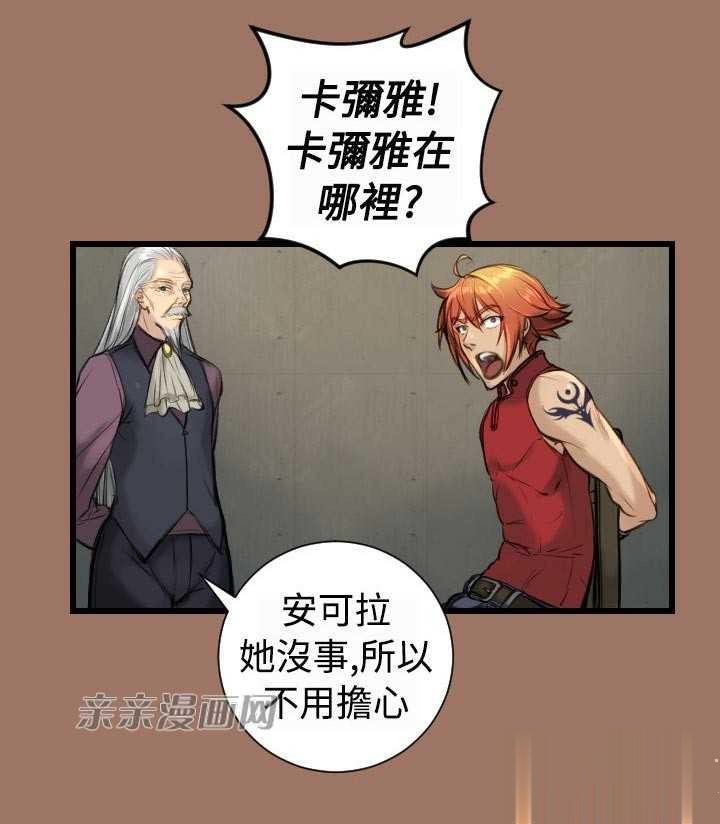 卡彌雅!
卡彌雅在
哪裡?
安可拉
她沒事,所以
不用擔心
亲亲漫画网